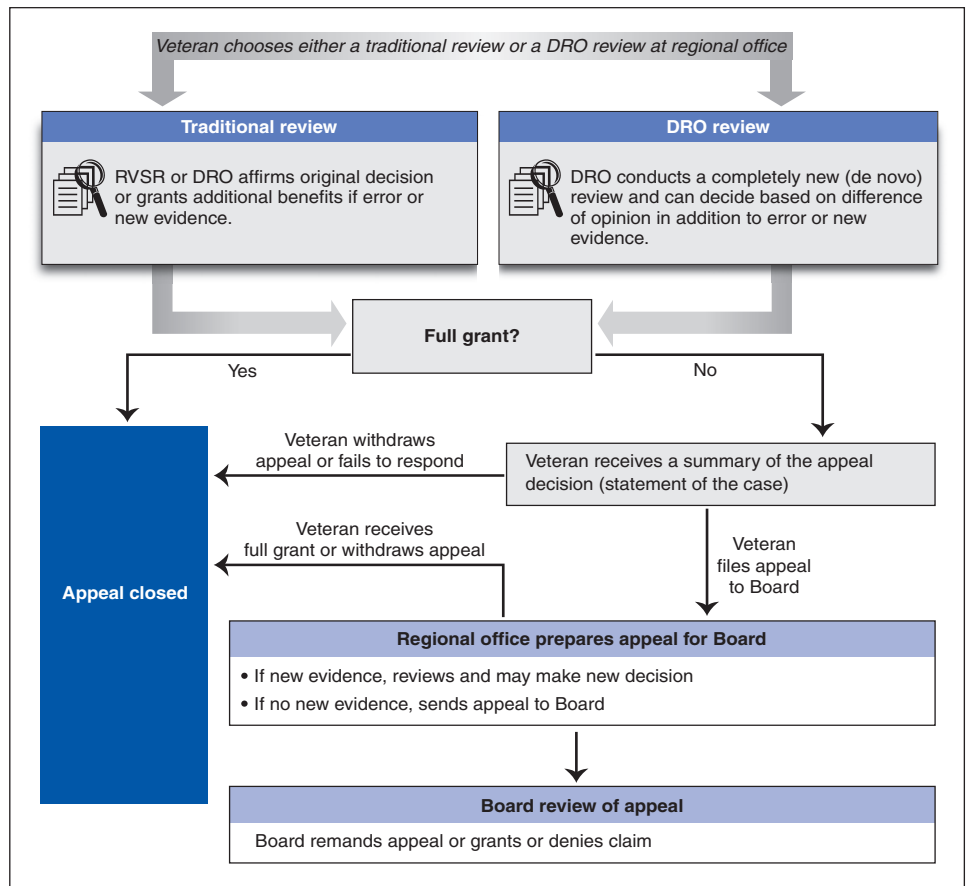 Veteran chooses either a traditional review or a DRO review at regional office
Traditional review
RVSR or DRO affirms original decision
or grants additional benefits if error or
new evidence.
DRO review
DRO conducts a completely new (de novo)
review and can decide based on difference
of opinion in addition to error or new
evidence.
Full grant?
Yes
No
Veteran withdraws
appeal or fails to respond
Veteran receives a summary of the appeal
decision (statement of the case)
Veteran receives
full grant or withdraws appeal
Veteran
files appeal
to Board
Appeal closed
Regional office prepares appeal for Board
• If new evidence, reviews and may make new decision
• If no new evidence, sends appeal to Board
Board review of appeal
Board remands appeal or grants or denies claim